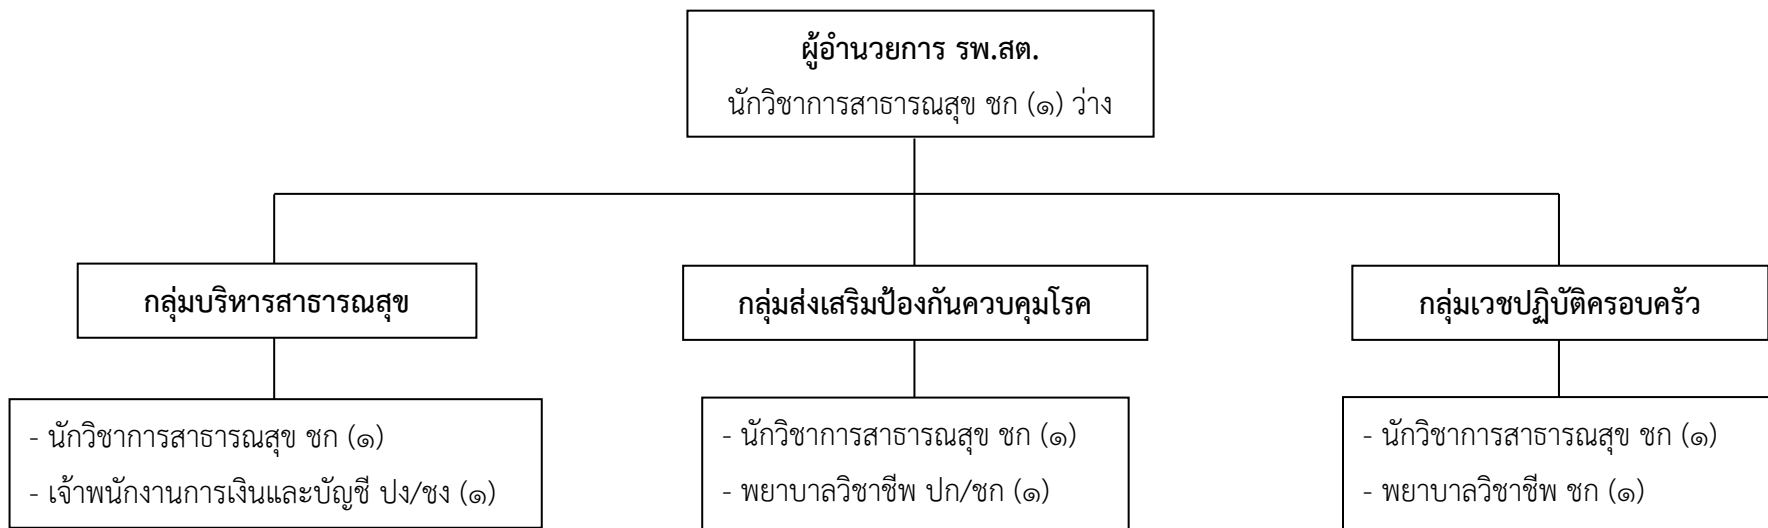 ผู้อำนวยการ รพ.สต.
นักวิชาการสาธารณสุข ชก (๑) ว่าง
กลุ่มบริหารสาธารณสุข
- นักวิชาการสาธารณสุข ชก (๑)
- เจ้าพนักงานการเงินและบัญชี ปง/ชง (๑)
กลุ่มส่งเสริมป้องกันควบคุมโรค
- นักวิชาการสาธารณสุข ชก (๑)
- พยาบาลวิชาชีพ ปก/ชก (๑)
กลุ่มเวชปฏิบัติครอบครัว
- นักวิชาการสาธารณสุข ชก (๑)
- พยาบาลวิชาชีพ ชก (๑)